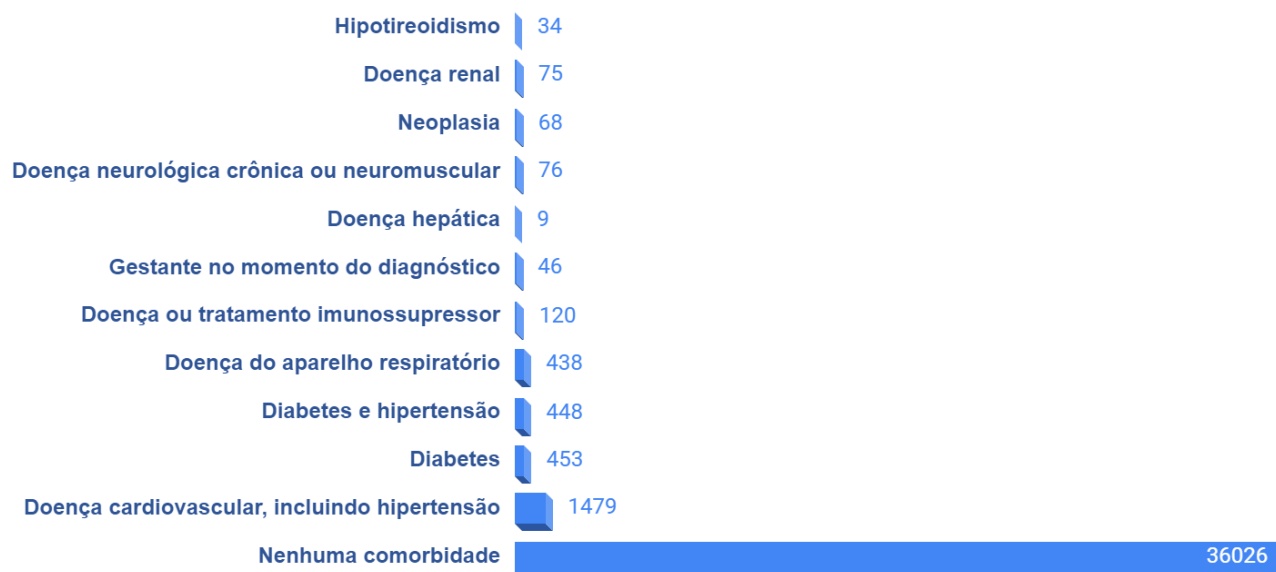 Hipotireoidismo 34
Doença renal 75
Neoplasia 68
Doença neurológica crônica ou neuromuscular 76
Doença hepática 9
Gestante no momento do diagnóstico 46
Doença ou tratamento imunossupressor 120
Doença do aparelho respiratório 438
Diabetes e hipertensão 448
Diabetes 453
Doença cardiovascular, incluindo hipertensão 1479
Nenhuma comorbidade 36026